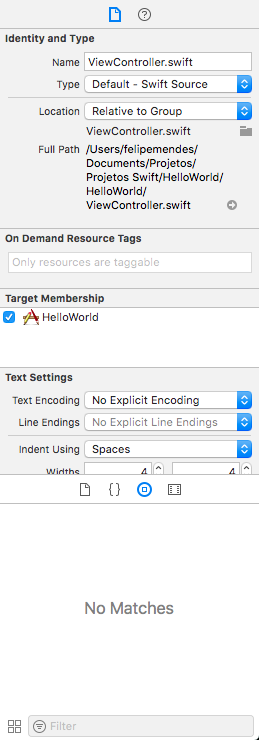 Identity and Type
Name ViewController.swift
Type Default - Swift Source
Location Relative to Group
ViewController.swift
Full Path /Users/felipemendes/
Documents/Projetos/
Projetos Swift/HelloWorld/
HelloWorld/
ViewController.swift
On Demand Resource Tags
Only resources are taggable
Target Membership
HelloWorld
Text Settings
Text Encoding No Explicit Encoding
Line Endings No Explicit Line Endings
Indent Using Spaces
Widths 4 4
{ }
No Matches
Filter